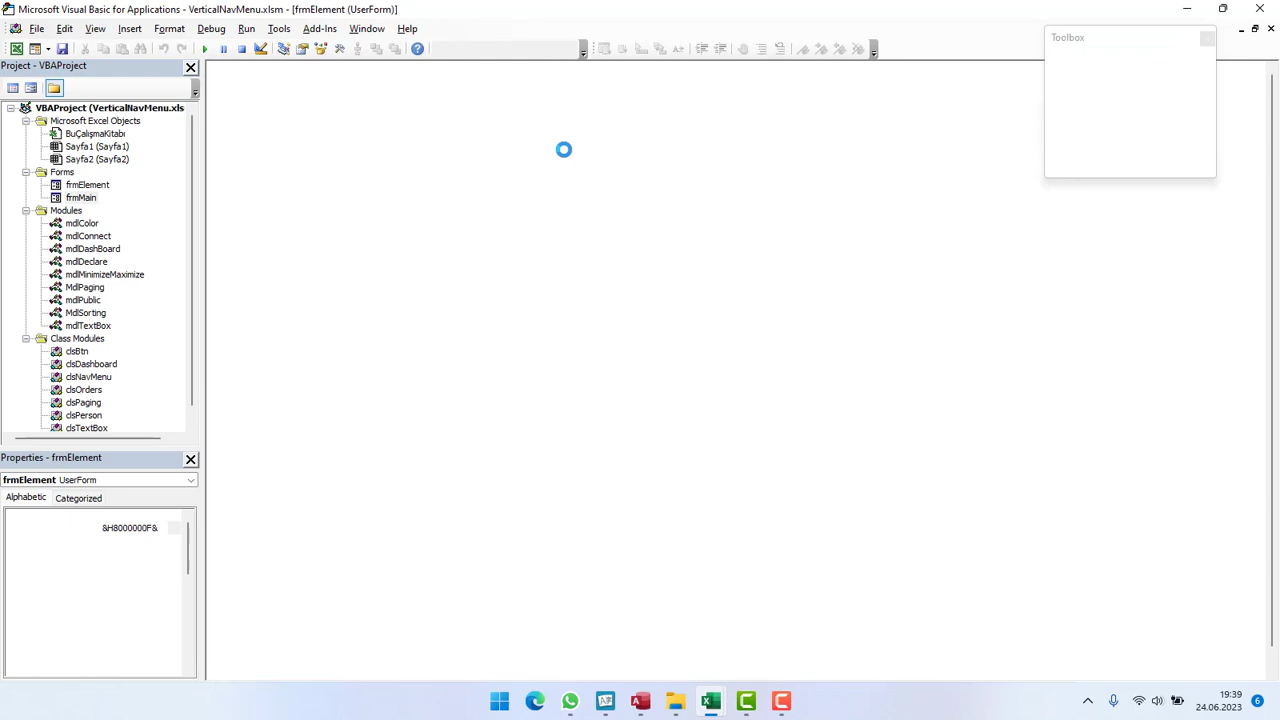 Microsoft Visual Basic for Applications - VerticalNavMenu.xlsm - [frmElement (UserForm)]
File Edit View Insert Format Debug Run Tools Add-Ins Window Help
Project - VBAProject
Toolbox
VBAProject (VerticalNavMenu.xls
Microsoft Excel Objects
BuÇalışmaKitabı
Sayfa1 (Sayfa1)
Sayfa2 (Sayfa2)
Forms
frmElement
frmMain
Modules
mdlColor
mdlConnect
mdlDashBoard
mdlDeclare
mdlMinimizeMaximize
MdlPaging
mdlPublic
MdlSorting
mdlTextBox
Class Modules
clsBtn
clsDashboard
clsNavMenu
clsOrders
clsPaging
clsPerson
clsTextBox
Properties - frmElement
frmElement UserForm
Alphabetic Categorized
&H8000000F&
19:39
24.06.2023
6